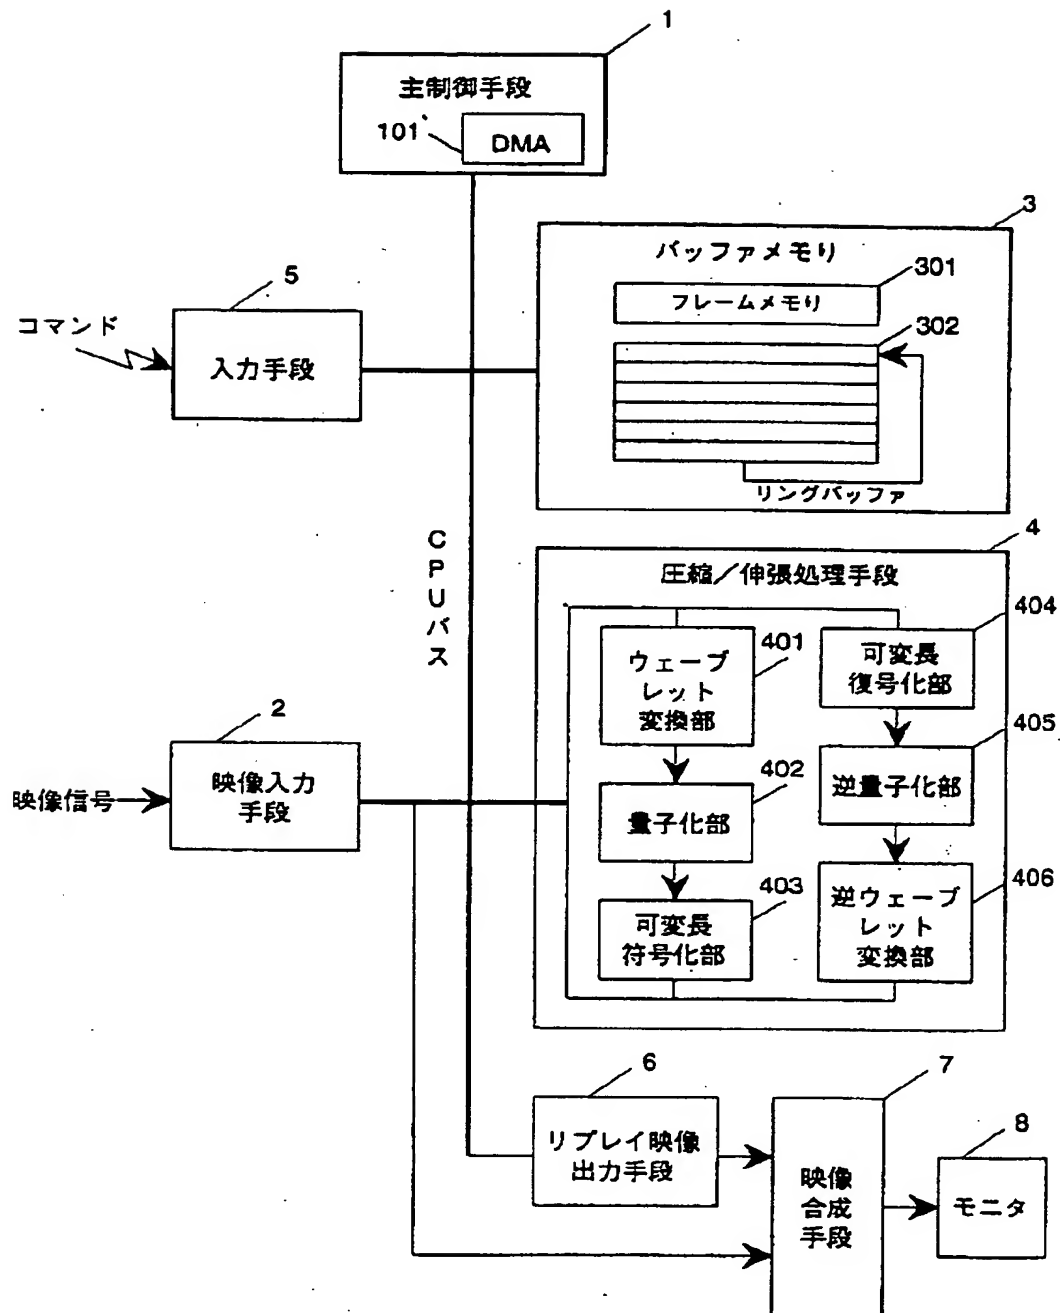 1
主制御手段
101
DMA
3
バッファメモリ
301
フレームメモリ
302
リングバッファ
5
コマンド
入力手段
CPUバス
4
圧縮/伸張処理手段
401
ウェーブ
レット
変換部
402
量子化部
403
可変長
符号化部
404
可変長
復号化部
405
逆量子化部
406
逆ウェーブ
レット
変換部
2
映像信号
映像入力
手段
6
リプレイ映像
出力手段
7
映像
合成
手段
8
モニタ